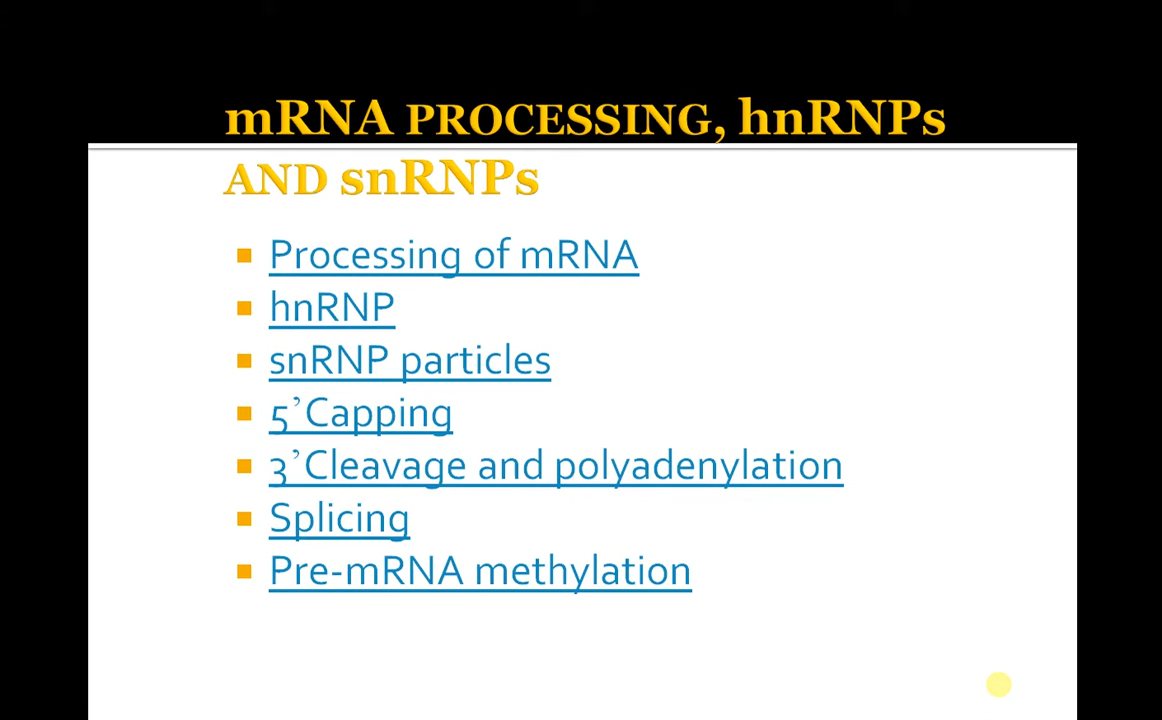 mRNA PROCESSING, hnRNPs
AND snRNPs
Processing of mRNA
hnRNP
snRNP particles
5’Capping
3’Cleavage and polyadenylation
Splicing
Pre-mRNA methylation